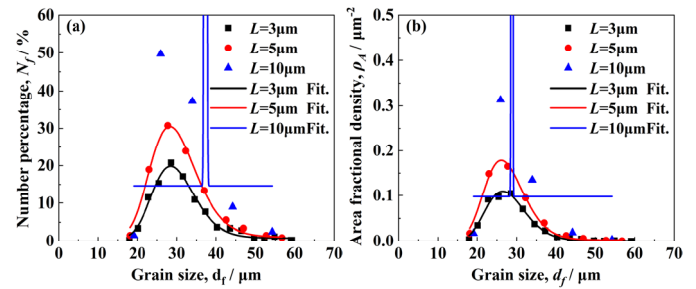 (a)
L=3μm
L=5μm
L=10μm
L=3μm Fit.
L=5μm Fit.
L=10μmFit.
60
50
40
30
20
10
0
0 10 20 30 40 50 60 70
Number percentage, Nf / %
Grain size, df / μm
(b)
L=3μm
L=5μm
L=10μm
L=3μm Fit.
L=5μm Fit.
L=10μmFit.
0.5
0.4
0.3
0.2
0.1
0.0
0 10 20 30 40 50 60 70
Area fractional density, ρA / μm-2
Grain size, df / μm